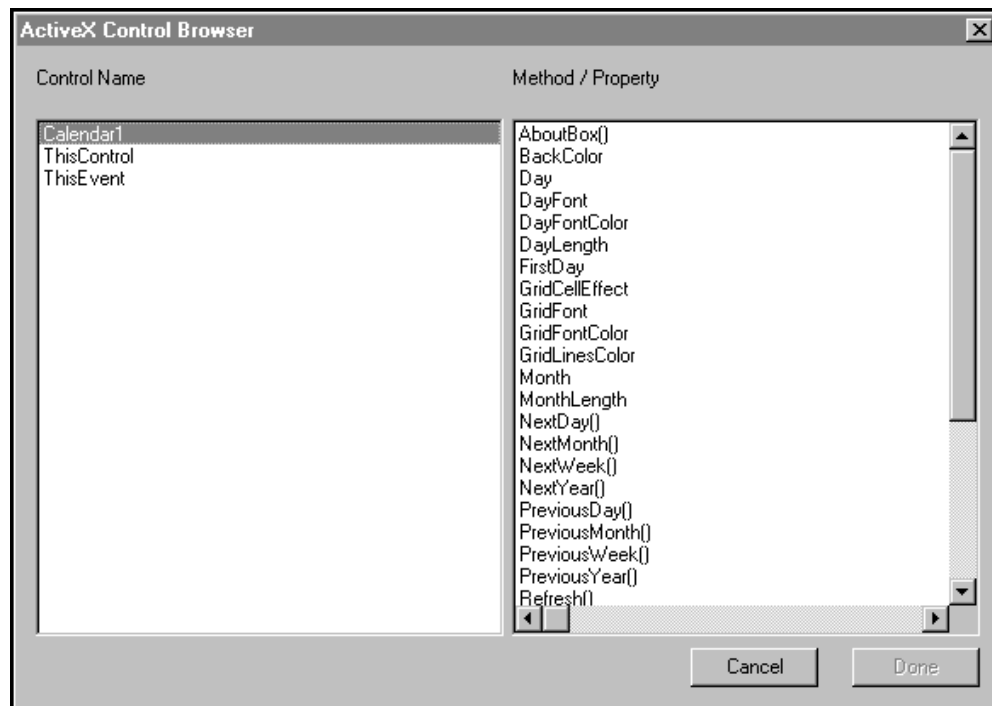 ActiveX Control Browser
Control Name
Method / Property
Calendar1
ThisControl
ThisEvent
AboutBox()
BackColor
Day
DayFont
DayFontColor
DayLength
FirstDay
GridCellEffect
GridFont
GridFontColor
GridLinesColor
Month
MonthLength
NextDay()
NextMonth()
NextWeek()
NextYear()
PreviousDay()
PreviousMonth()
PreviousWeek()
PreviousYear()
Refresh()
Cancel
Done